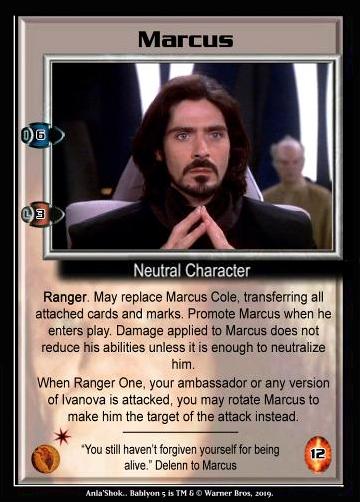 Marcus
D 6
L 3
Neutral Character
Ranger. May replace Marcus Cole, transferring all
attached cards and marks. Promote Marcus when he
enters play. Damage applied to Marcus does not
reduce his abilities unless it is enough to neutralize
him.
When Ranger One, your ambassador or any version
of Ivanova is attacked, you may rotate Marcus to
make him the target of the attack instead.
“You still haven't forgiven yourself for being
alive.” Delenn to Marcus
12
Anla'Shok.. Bablyon 5 is TM & © Warner Bros, 2019.